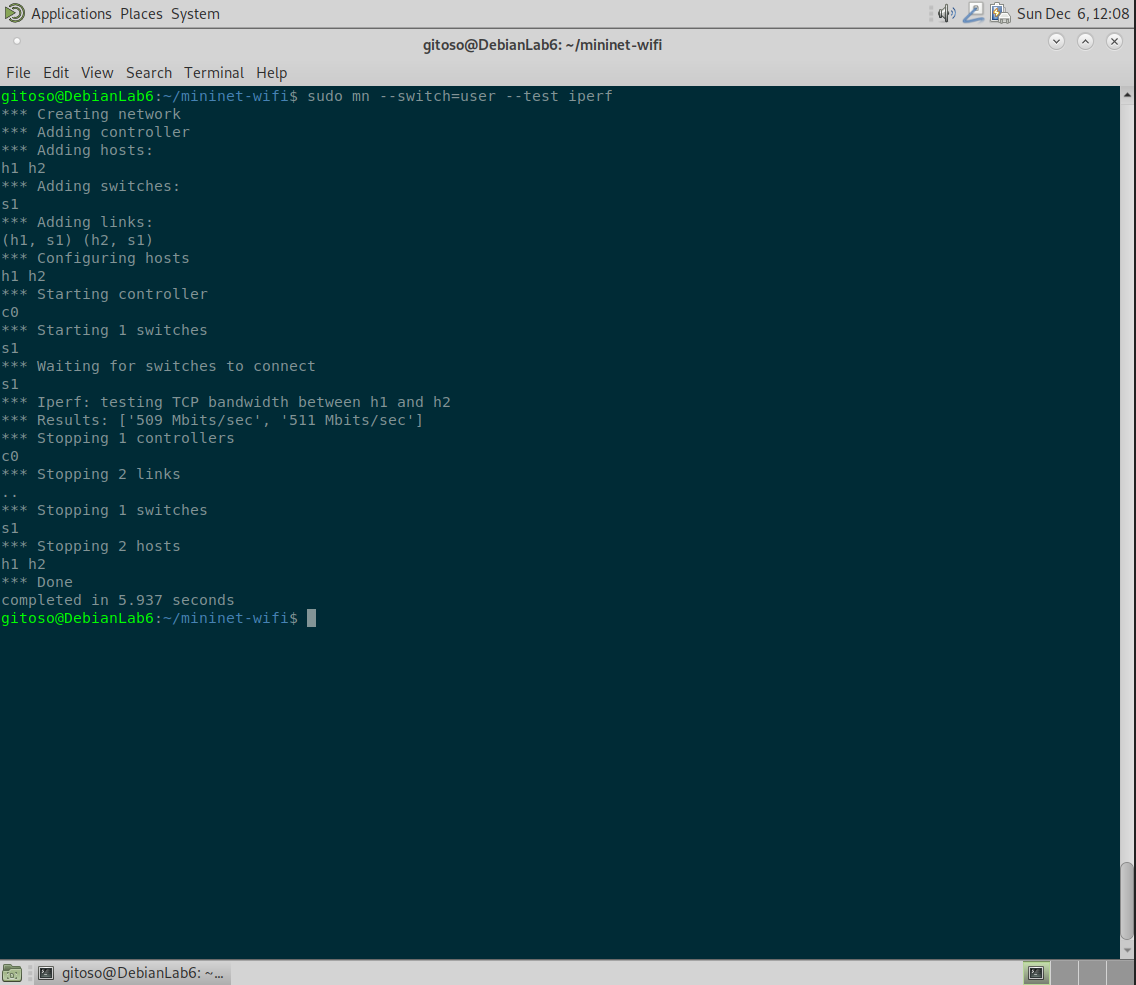 Applications Places System Sun Dec 6, 12:08
gitoso@DebianLab6: ~/mininet-wifi
File Edit View Search Terminal Help
gitoso@DebianLab6:~/mininet-wifi$ sudo mn --switch=user --test iperf
*** Creating network
*** Adding controller
*** Adding hosts:
h1 h2
*** Adding switches:
s1
*** Adding links:
(h1, s1) (h2, s1)
*** Configuring hosts
h1 h2
*** Starting controller
c0
*** Starting 1 switches
s1
*** Waiting for switches to connect
s1
*** Iperf: testing TCP bandwidth between h1 and h2
*** Results: ['509 Mbits/sec', '511 Mbits/sec']
*** Stopping 1 controllers
c0
*** Stopping 2 links
..
*** Stopping 1 switches
s1
*** Stopping 2 hosts
h1 h2
*** Done
completed in 5.937 seconds
gitoso@DebianLab6:~/mininet-wifi$
gitoso@DebianLab6: ~...